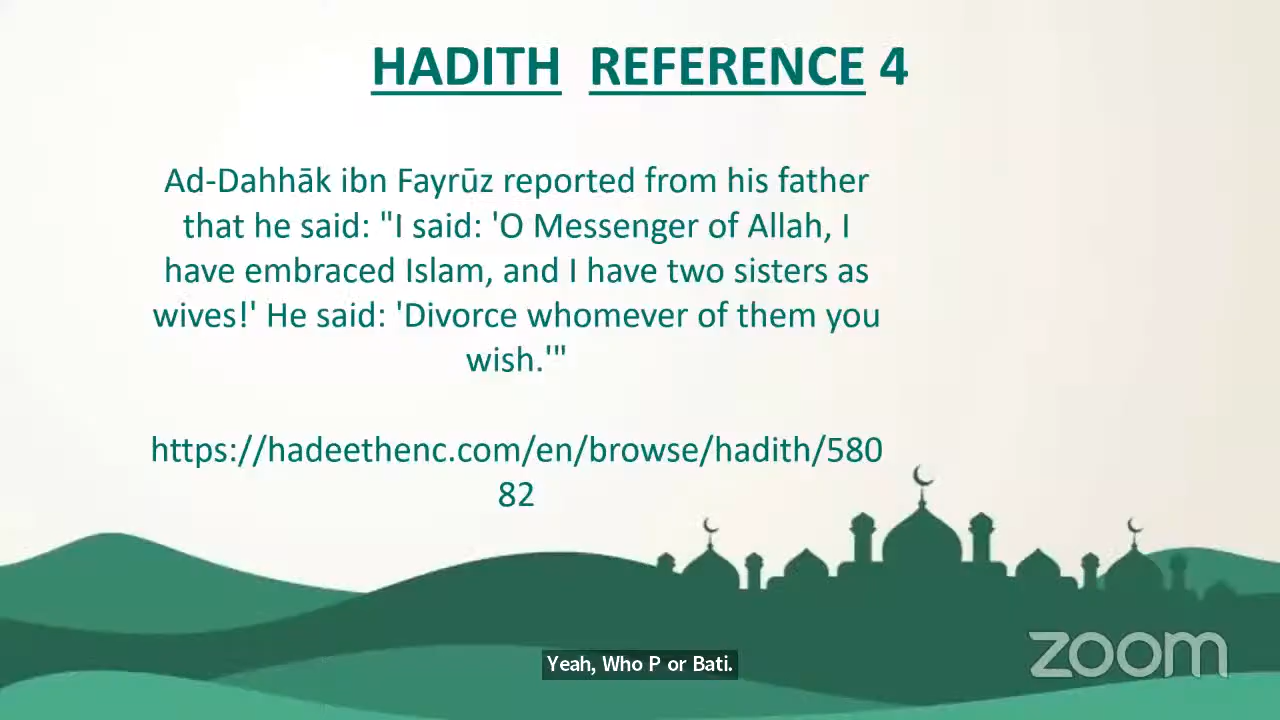 HADITH REFERENCE 4
Ad-Dahhāk ibn Fayrūz reported from his father
that he said: "I said: 'O Messenger of Allah, I
have embraced Islam, and I have two sisters as
wives!' He said: 'Divorce whomever of them you
wish.'"
https://hadeethenc.com/en/browse/hadith/580
82
Yeah, Who P or Bati.
zoom